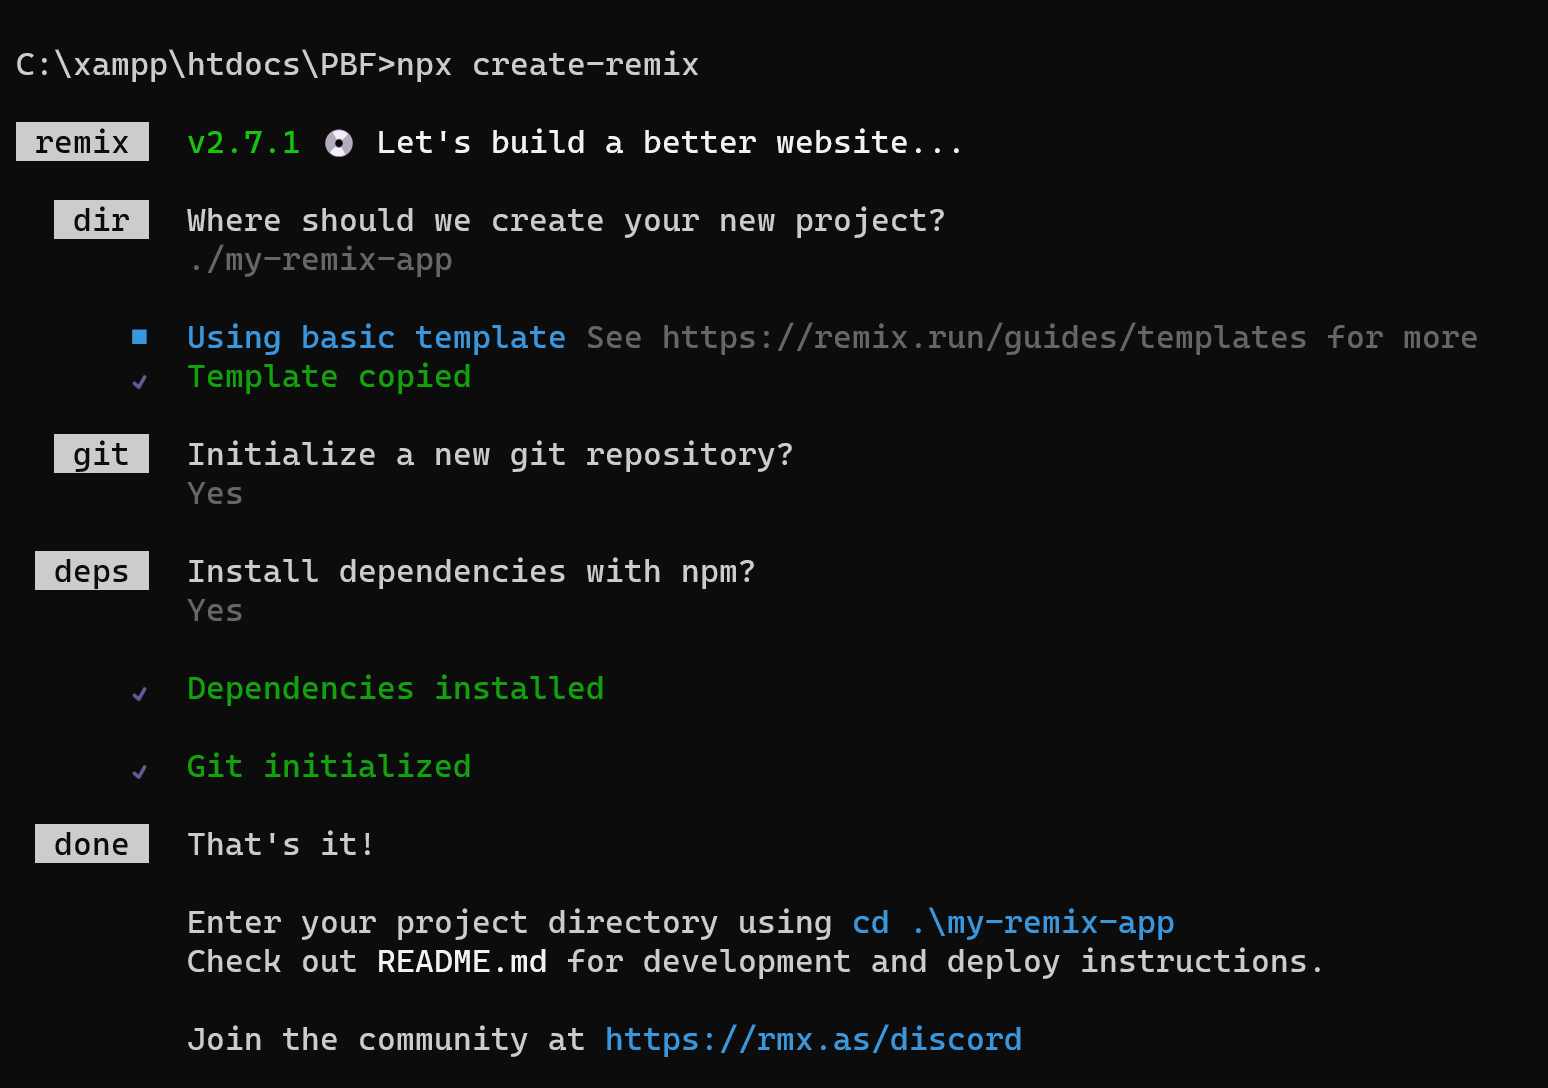 C:\xampp\htdocs\PBF>npx create-remix
remix v2.7.1 💿 Let's build a better website...
dir Where should we create your new project?
./my-remix-app
■ Using basic template See https://remix.run/guides/templates for more
✔ Template copied
git Initialize a new git repository?
Yes
deps Install dependencies with npm?
Yes
✔ Dependencies installed
✔ Git initialized
done That's it!
Enter your project directory using cd .\my-remix-app
Check out README.md for development and deploy instructions.
Join the community at https://rmx.as/discord